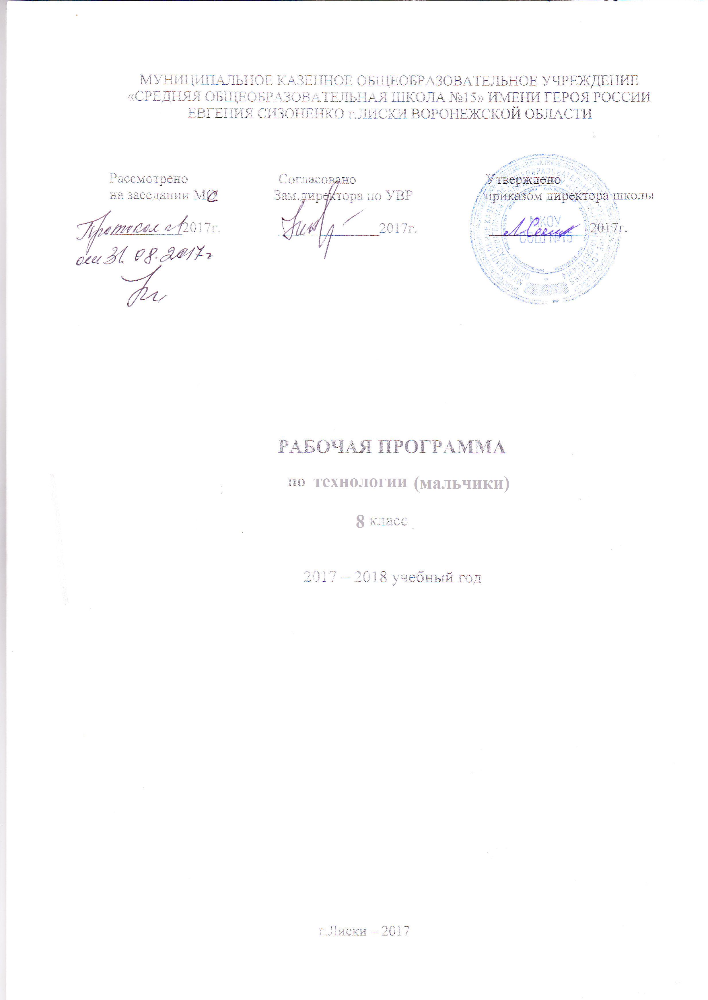 МУНИЦИПАЛЬНОЕ КАЗЕННОЕ ОБЩЕОБРАЗОВАТЕЛЬНОЕ УЧРЕЖДЕНИЕ
«СРЕДНЯЯ ОБЩЕОБРАЗОВАТЕЛЬНАЯ ШКОЛА №15» ИМЕНИ ГЕРОЯ РОССИИ
ЕВГЕНИЯ СИЗОНЕНКО г.ЛИСКИ ВОРОНЕЖСКОЙ ОБЛАСТИ
Рассмотрено
на заседании МС
Протокол №1 2017г.
от 31. 08. 2017г
Согласовано
Зам.директора по УВР
2017г.
Утверждено
приказом директора школы
2017г.
МКОУ
СОШ №15
РАБОЧАЯ ПРОГРАММА
по технологии (мальчики)
8 класс
2017 – 2018 учебный год
г.Лиски – 2017